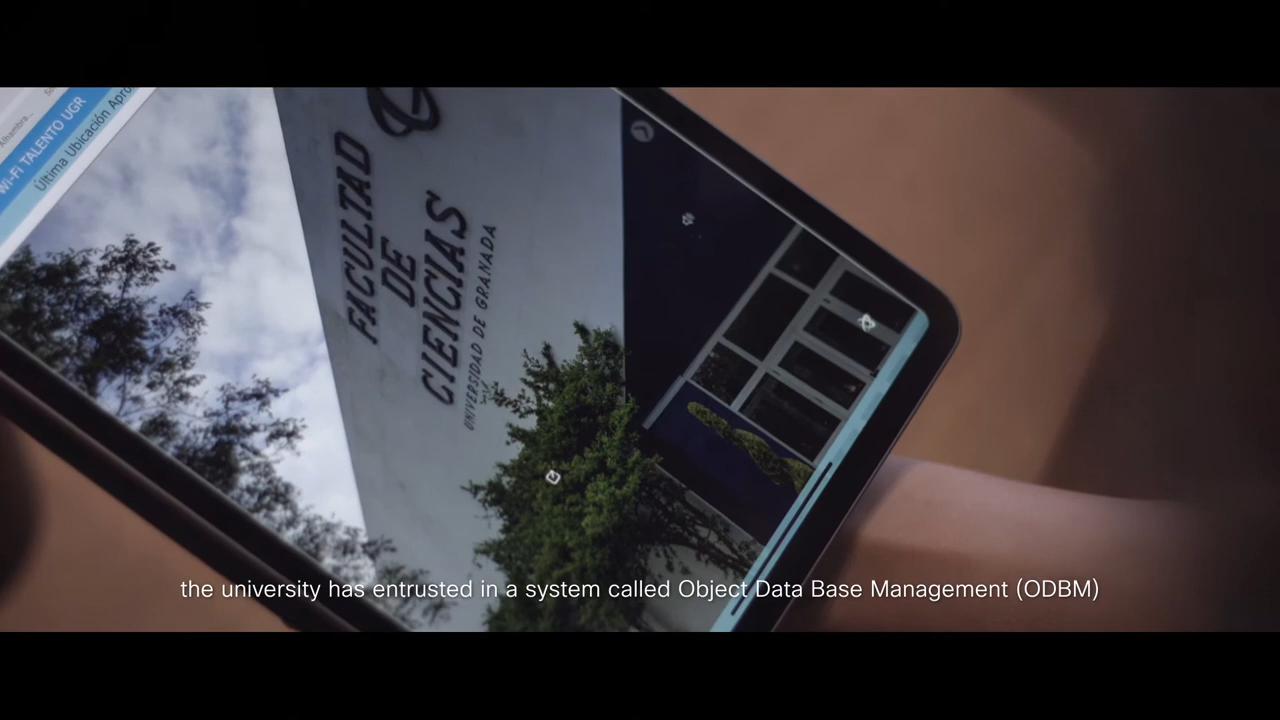 Alhambra...
Wi-Fi TALENTO UGR
Última Ubicación Apro
FACULTAD
DE
CIENCIAS
UNIVERSIDAD DE GRANADA
the university has entrusted in a system called Object Data Base Management (ODBM)